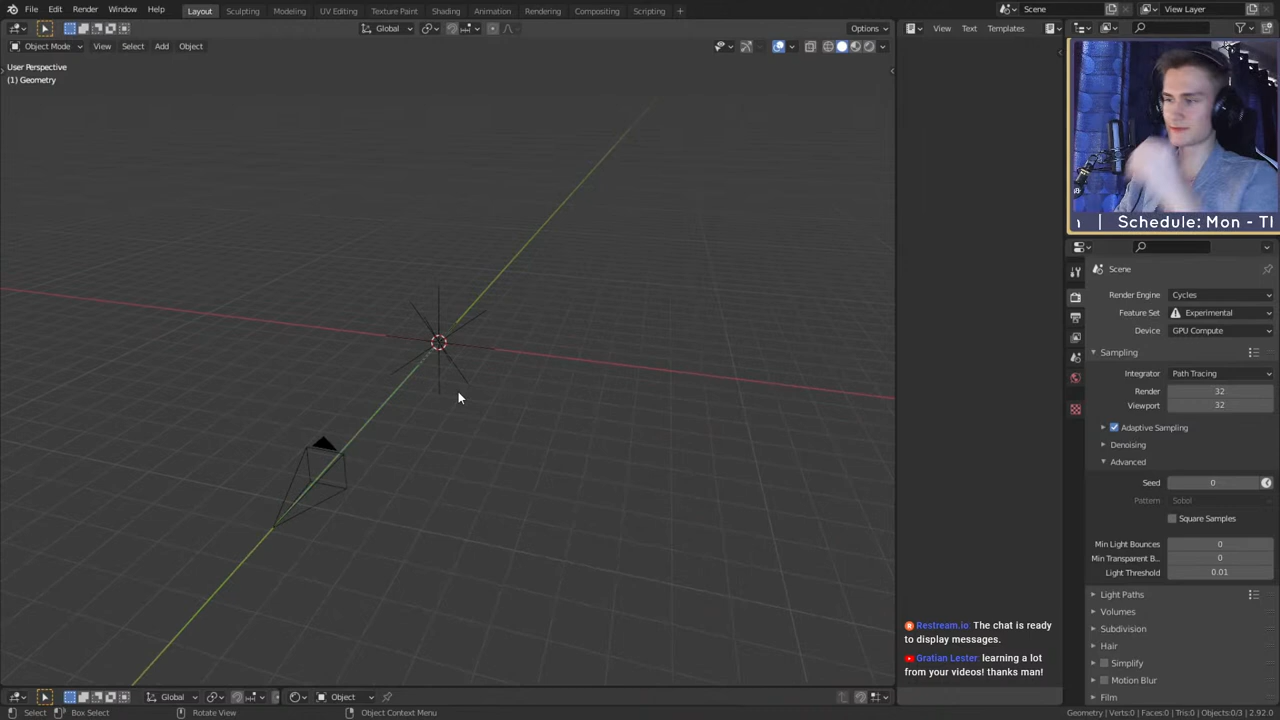 File Edit Render Window Help
Layout Sculpting Modeling UV Editing Texture Paint Shading Animation Rendering Compositing Scripting +
Scene
View Layer
Global
Options
View Text Templates
Object Mode View Select Add Object
User Perspective
(1) Geometry
Schedule: Mon - TI
Scene
Render Engine Cycles
Feature Set Experimental
Device GPU Compute
Sampling
Integrator Path Tracing
Render 32
Viewport 32
Adaptive Sampling
Denoising
Advanced
Seed 0
Pattern Sobol
Square Samples
Min Light Bounces 0
Min Transparent B... 0
Light Threshold 0.01
Light Paths
Volumes
Subdivision
Hair
Simplify
Motion Blur
Film
Restream.io: The chat is ready
to display messages.
Gratian Lester: learning a lot
from your videos! thanks man!
Global
Object
Select Box Select Rotate View Object Context Menu
Geometry | Verts:0 | Faces:0 | Tris:0 | Objects:0/3 | 2.92.0